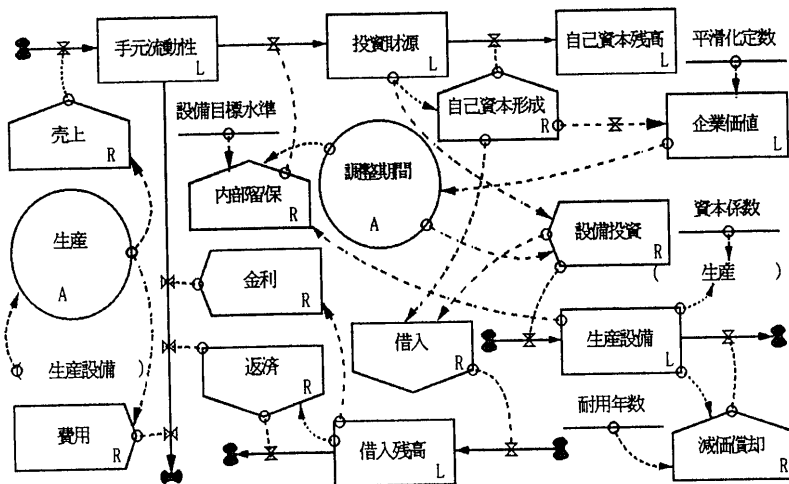 手元流動性
L
投資財源
L
自己資本残高
L
平滑化定数
売上
R
設備目標水準
自己資本形成
R
企業価値
L
内部留保
R
調整期間
A
生産
A
設備投資
R
資本係数
( 生産 )
金利
R
借入
R
生産設備
L
( 生産設備 )
返済
R
費用
R
借入残高
L
耐用年数
減価償却
R